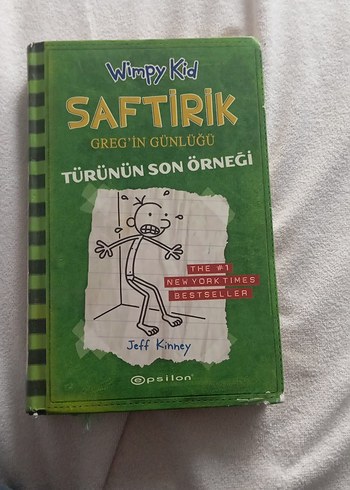 Wimpy Kid
SAFTİRİK
GREG'İN GÜNLÜĞÜ
TÜRÜNÜN SON ÖRNEĞİ
THE #1
NEW YORK TIMES
BESTSELLER
Jeff Kinney
epsilon